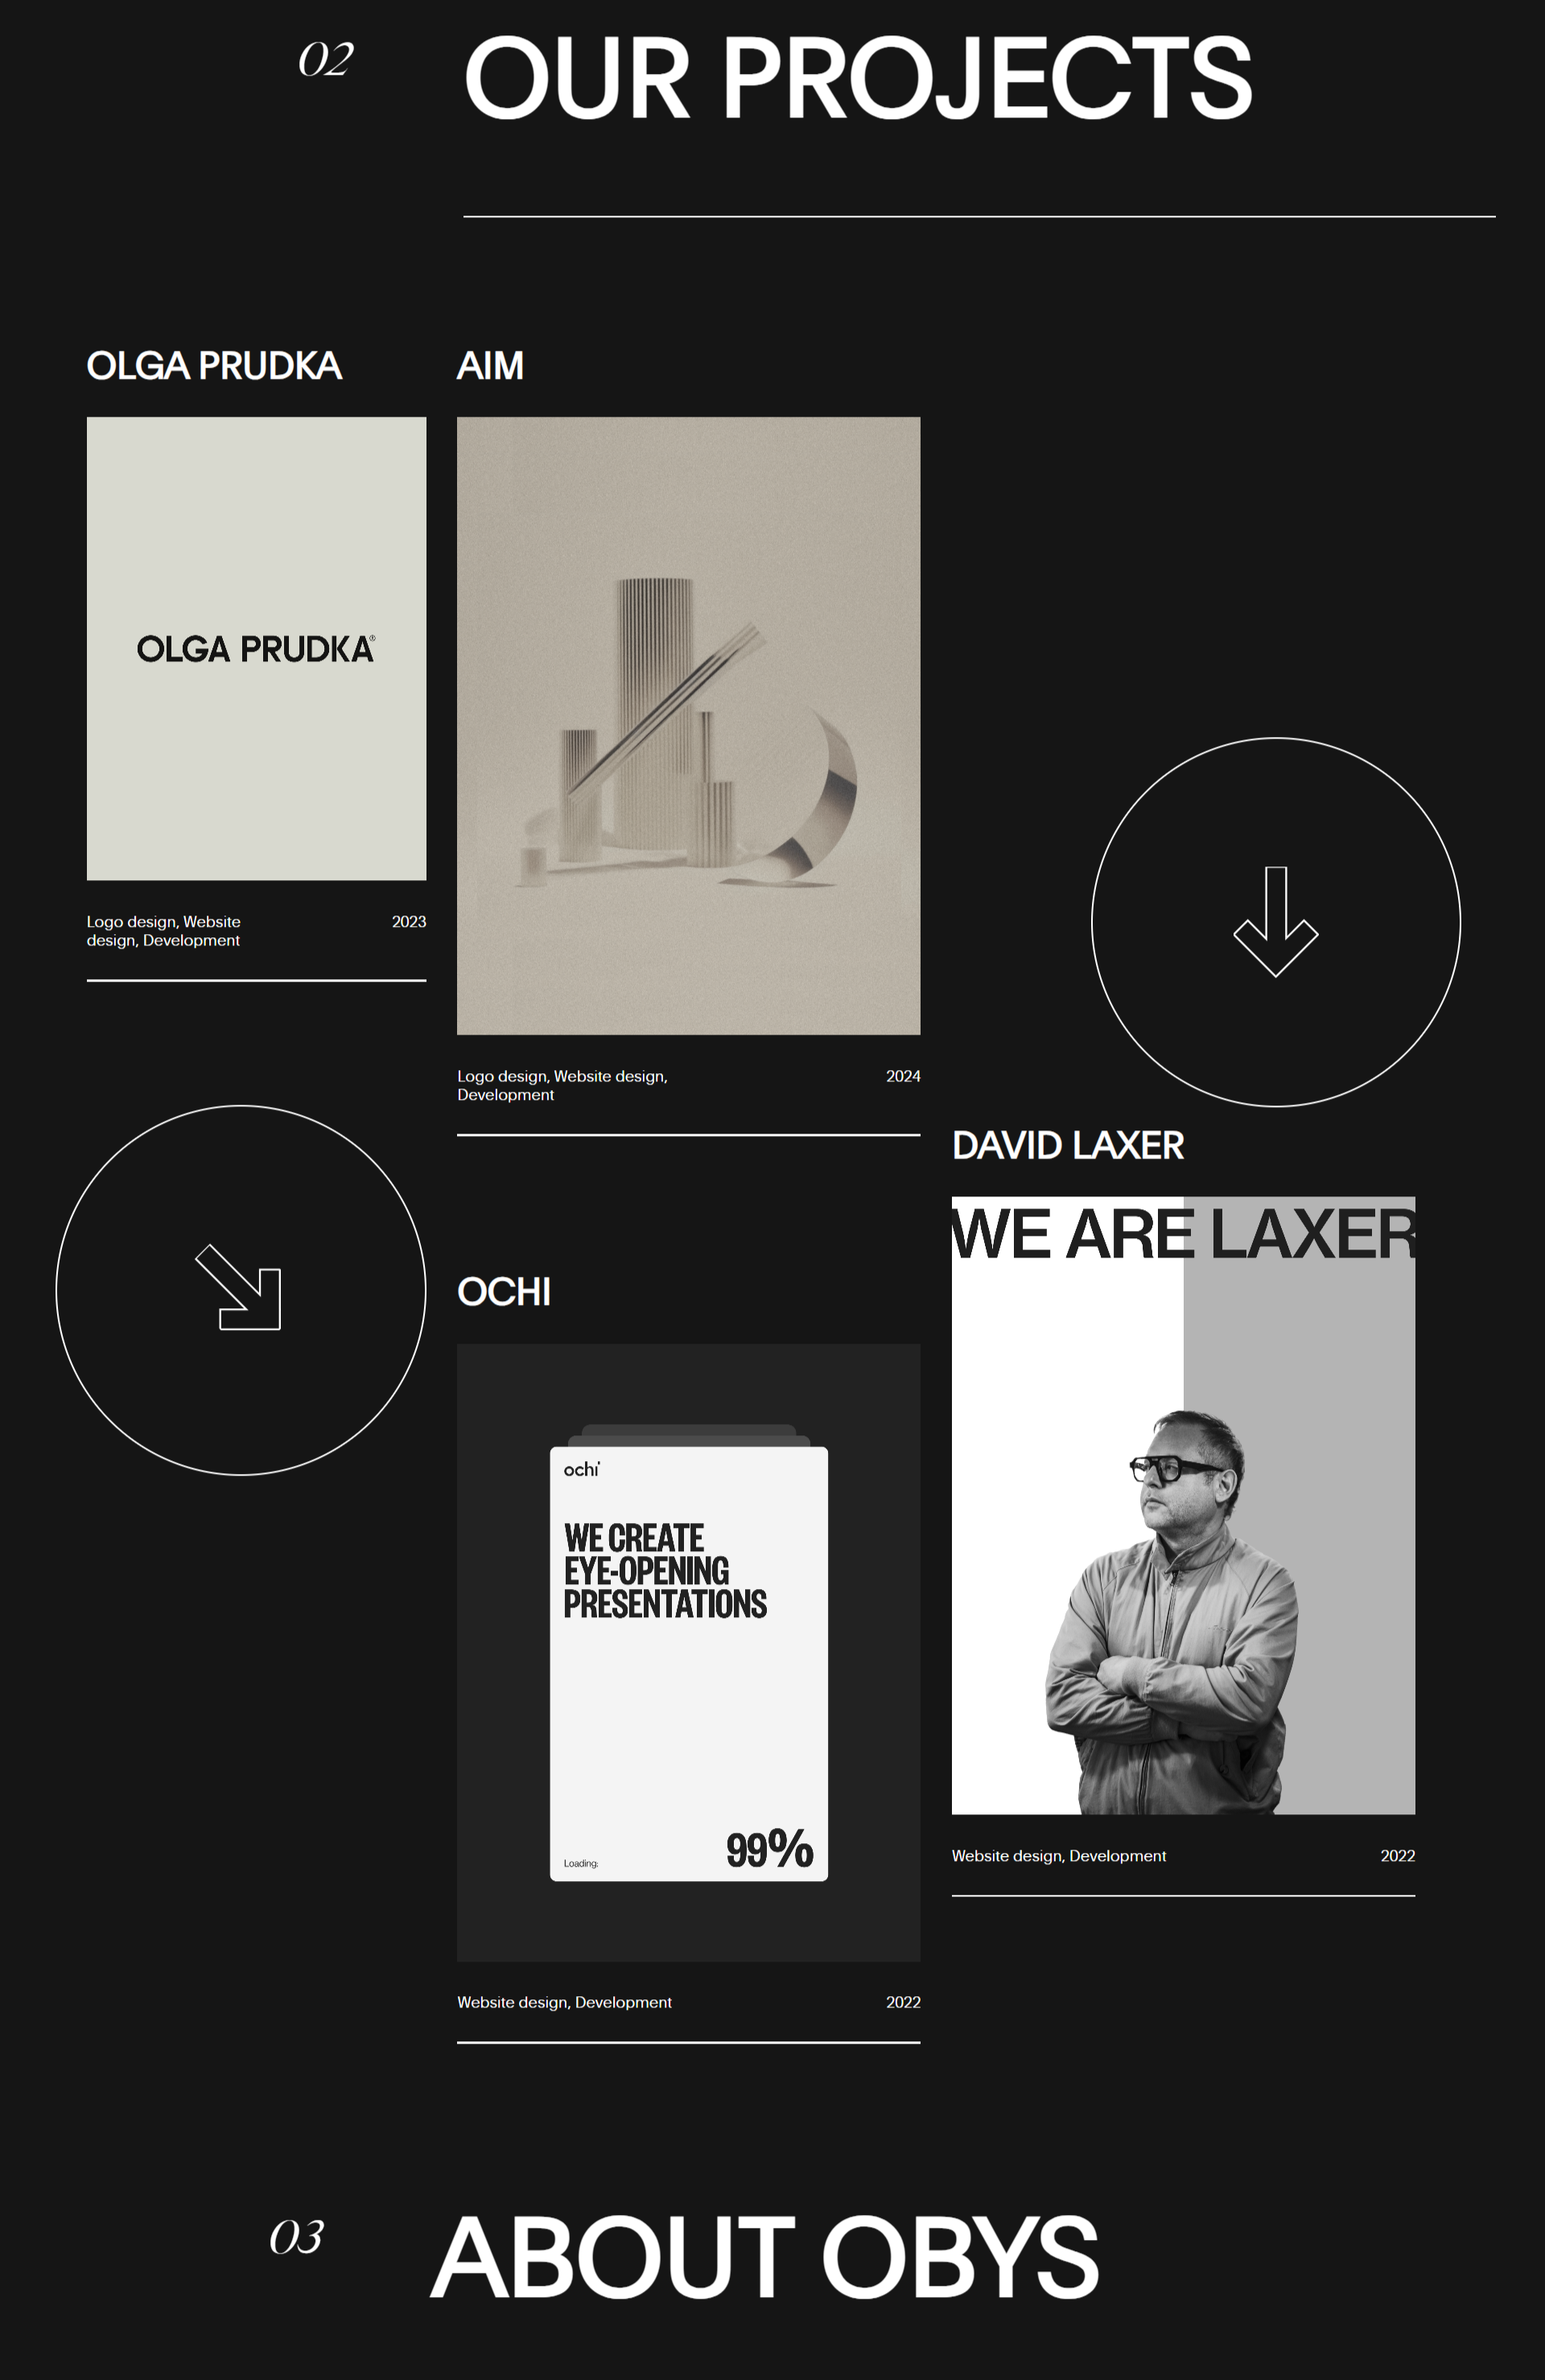 02
OUR PROJECTS
OLGA PRUDKA
OLGA PRUDKA®
Logo design, Website
design, Development
2023
AIM
Logo design, Website design,
Development
2024
DAVID LAXER
WE ARE LAXER
Website design, Development
2022
OCHI
ochi'
WE CREATE
EYE-OPENING
PRESENTATIONS
Loading:
99%
Website design, Development
2022
03
ABOUT OBYS